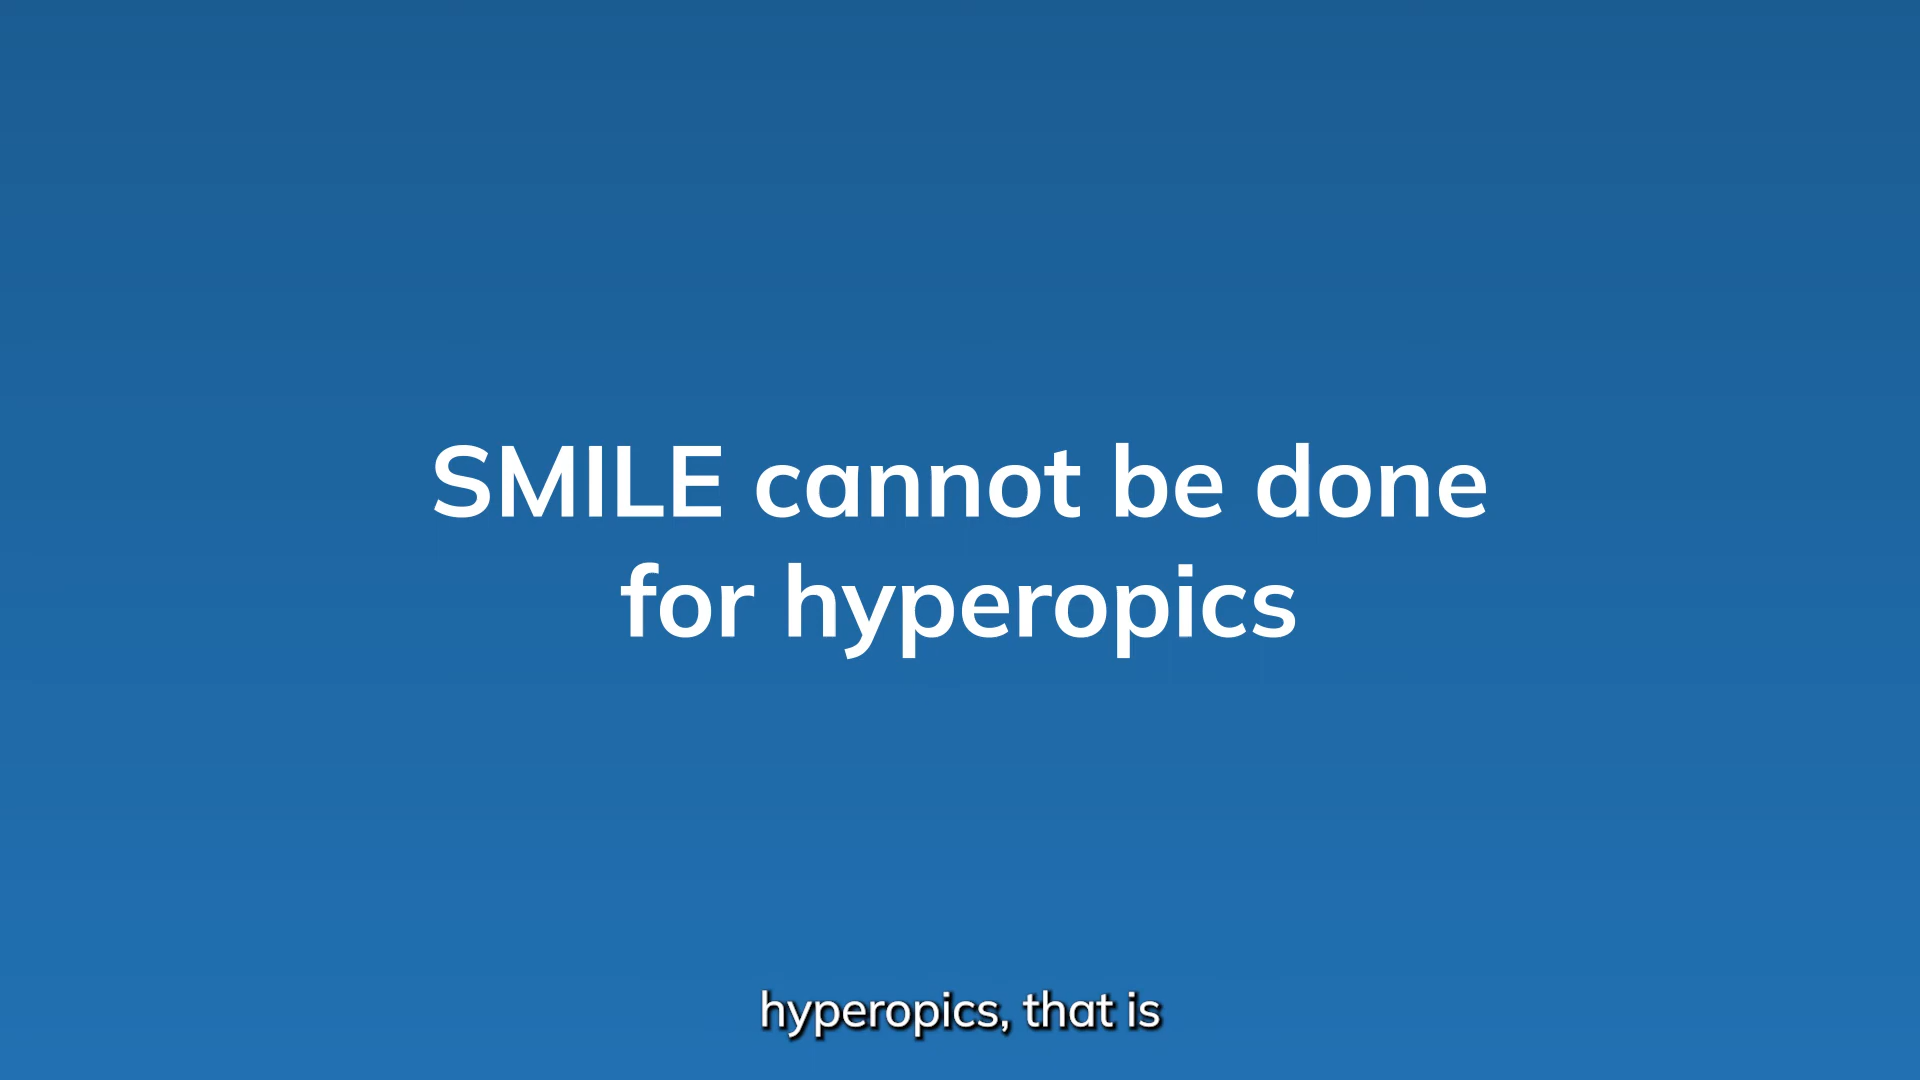 SMILE cannot be done
for hyperopics
hyperopics, that is